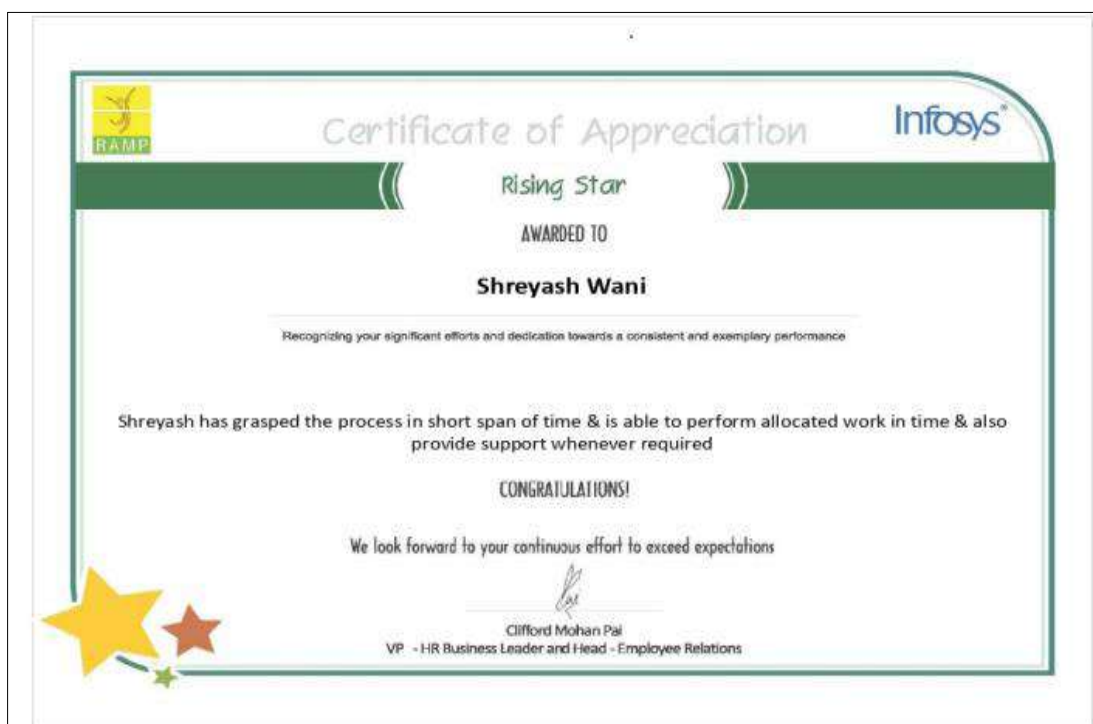 RAMP
Certificate of Appreciation
Infosys®
Rising Star
AWARDED TO
Shreyash Wani
Recognizing your significant efforts and dedication towards a consistent and exemplary performance
Shreyash has grasped the process in short span of time & is able to perform allocated work in time & also
provide support whenever required
CONGRATULATIONS!
We look forward to your continuous effort to exceed expectations
Pai
Clifford Mohan Pai
VP - HR Business Leader and Head - Employee Relations